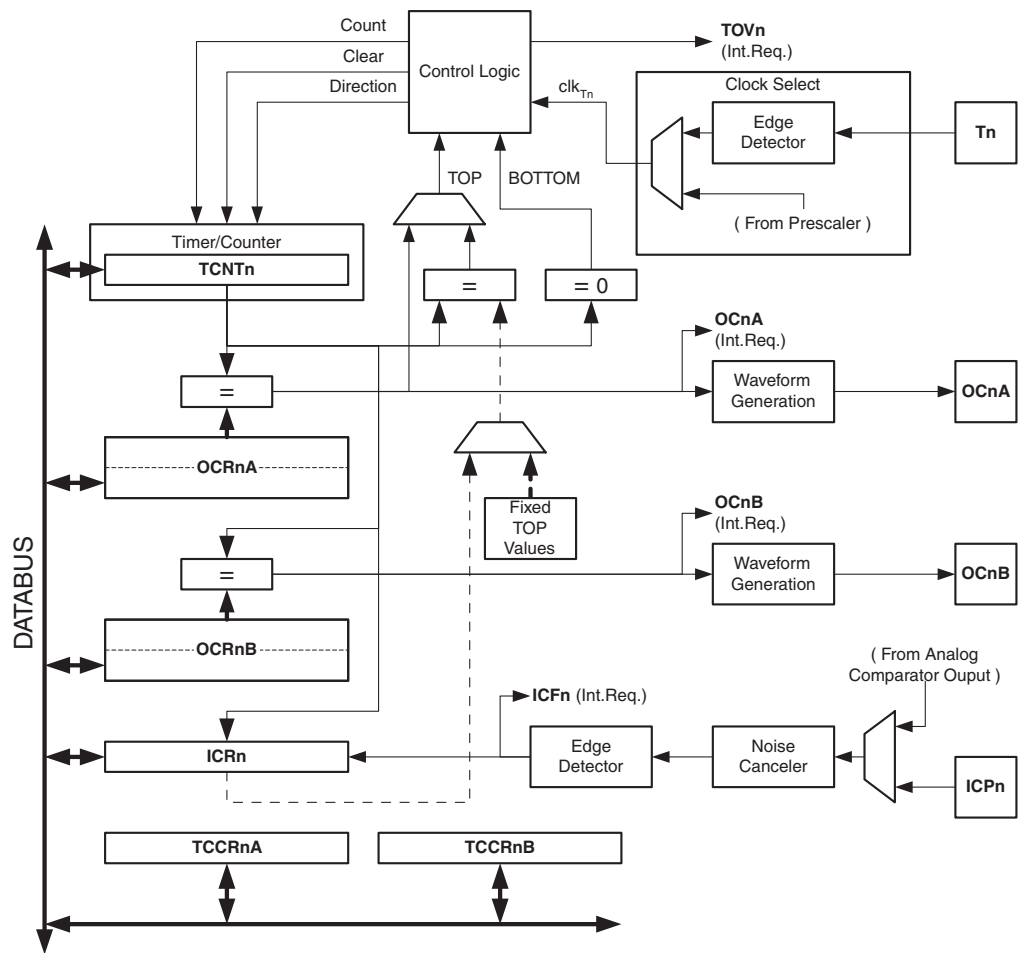 Count
Clear
Direction
Control Logic
TOVn
(Int.Req.)
clkTn
Clock Select
Edge
Detector
Tn
( From Prescaler )
TOP
BOTTOM
Timer/Counter
TCNTn
=
= 0
OCnA
(Int.Req.)
=
Waveform
Generation
OCnA
OCRnA
Fixed
TOP
Values
OCnB
(Int.Req.)
=
Waveform
Generation
OCnB
OCRnB
DATABUS
( From Analog
Comparator Ouput )
ICFn (Int.Req.)
ICRn
Edge
Detector
Noise
Canceler
ICPn
TCCRnA
TCCRnB